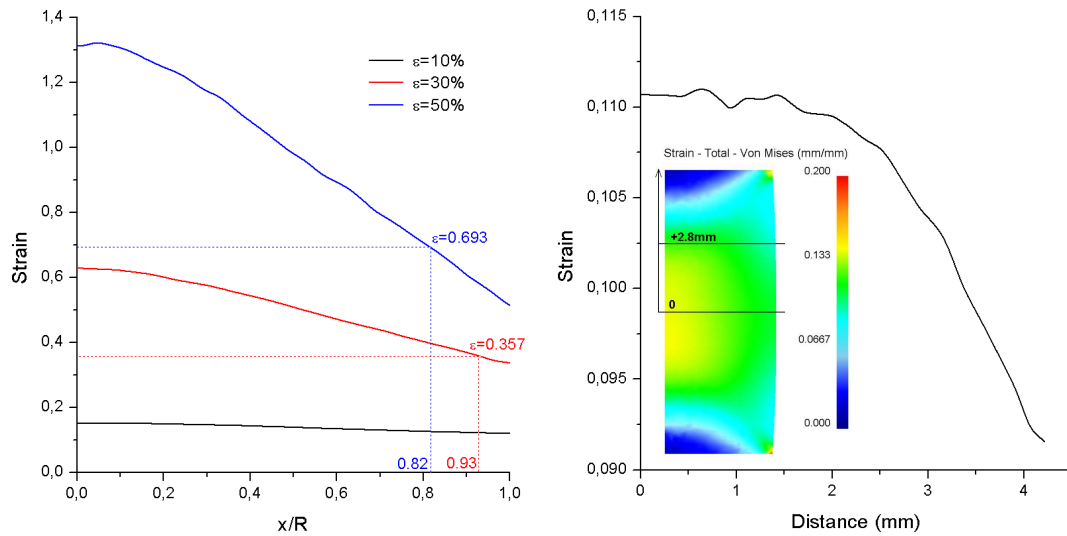 1,4
1,2
1,0
0,8
0,6
0,4
0,2
0,0
Strain
ε=10%
ε=30%
ε=50%
ε=0.693
ε=0.357
0.82
0.93
0,0
0,2
0,4
0,6
0,8
1,0
x/R
0,115
0,110
0,105
0,100
0,095
0,090
Strain
Strain - Total - Von Mises (mm/mm)
0.200
0.133
0.0667
0.000
+2.8mm
0
0
1
2
3
4
Distance (mm)